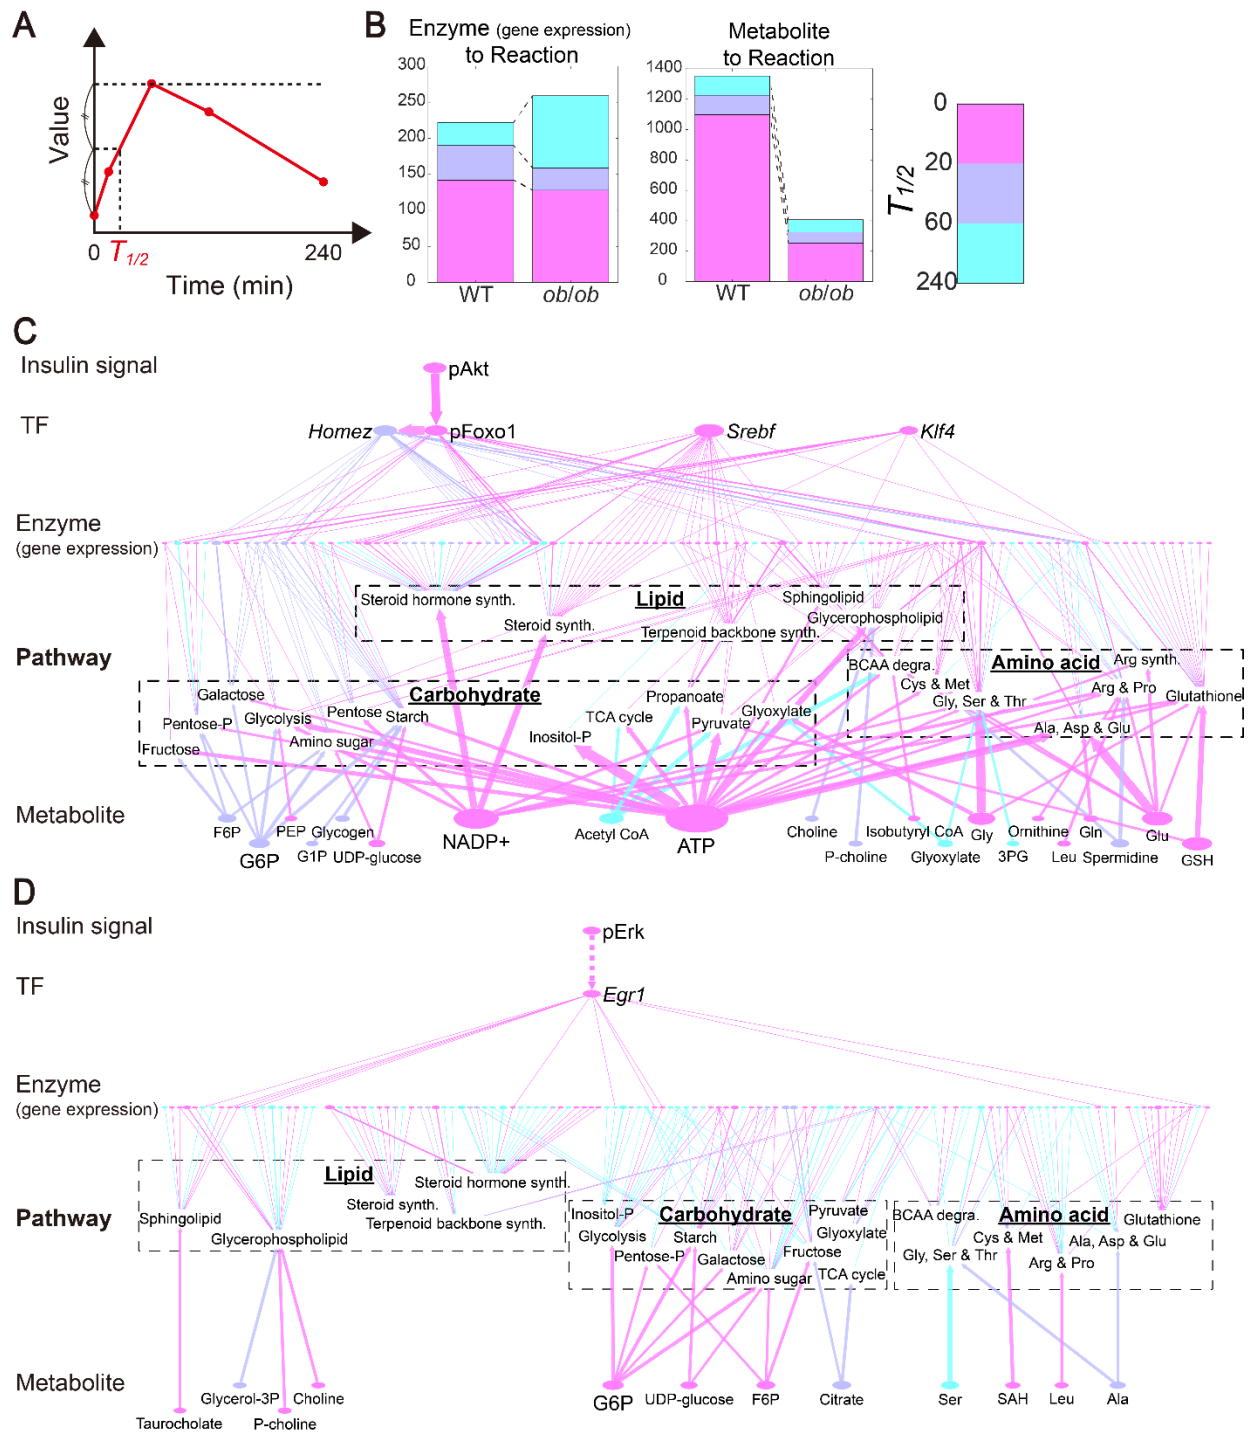 A
Value
0
T1/2
240
Time (min)
B
Enzyme (gene expression)
to Reaction
300
250
200
150
100
50
0
WT
ob/ob
Metabolite
to Reaction
1400
1200
1000
800
600
400
200
0
WT
ob/ob
T1/2
0
20
60
240
C
Insulin signal
pAkt
TF
Homez
pFoxo1
Srebf
Klf4
Enzyme
(gene expression)
Lipid
Steroid hormone synth.
Steroid synth.
Terpenoid backbone synth.
Sphingolipid
Glycerophospholipid
Pathway
Carbohydrate
Galactose
Pentose-P
Glycolysis
Pentose
Starch
Fructose
Amino sugar
Inositol-P
Propanoate
TCA cycle
Pyruvate
Glyoxylate
Amino acid
BCAA degra.
Cys & Met
Gly, Ser & Thr
Arg synth.
Arg & Pro
Glutathione
Ala, Asp & Glu
Metabolite
F6P
PEP
Glycogen
G6P
G1P
UDP-glucose
NADP+
Acetyl CoA
ATP
Choline
P-choline
Isobutyryl CoA
Glyoxylate
Gly
3PG
Ornithine
Leu
Gln
Spermidine
Glu
GSH
D
Insulin signal
pErk
TF
Egr1
Enzyme
(gene expression)
Pathway
Lipid
Steroid hormone synth.
Steroid synth.
Terpenoid backbone synth.
Sphingolipid
Glycerophospholipid
Carbohydrate
Inositol-P
Glycolysis
Pentose-P
Starch
Galactose
Amino sugar
Fructose
Pyruvate
Glyoxylate
TCA cycle
Amino acid
BCAA degra.
Gly, Ser & Thr
Cys & Met
Arg & Pro
Ala, Asp & Glu
Glutathione
Metabolite
Taurocholate
Glycerol-3P
P-choline
Choline
G6P
UDP-glucose
F6P
Citrate
Ser
SAH
Leu
Ala